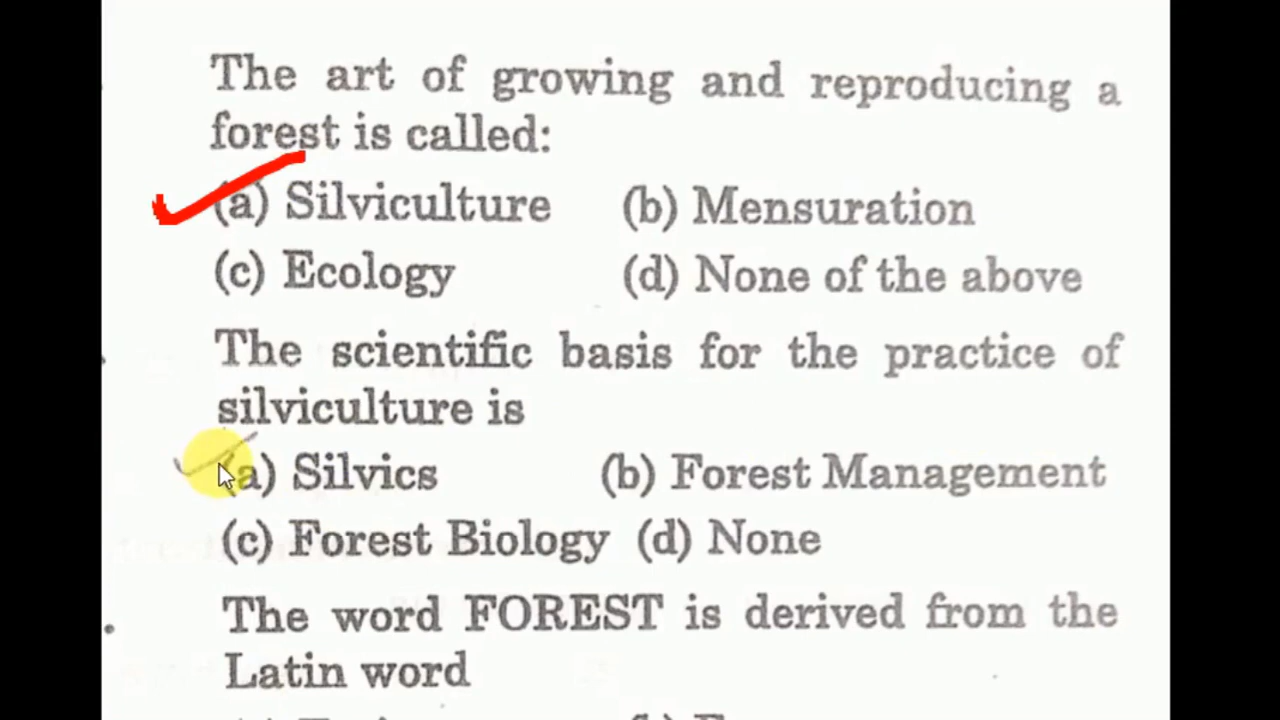 The art of growing and reproducing a
forest is called:
(a) Silviculture (b) Mensuration
(c) Ecology (d) None of the above
The scientific basis for the practice of
silviculture is
(a) Silvics (b) Forest Management
(c) Forest Biology (d) None
The word FOREST is derived from the
Latin word